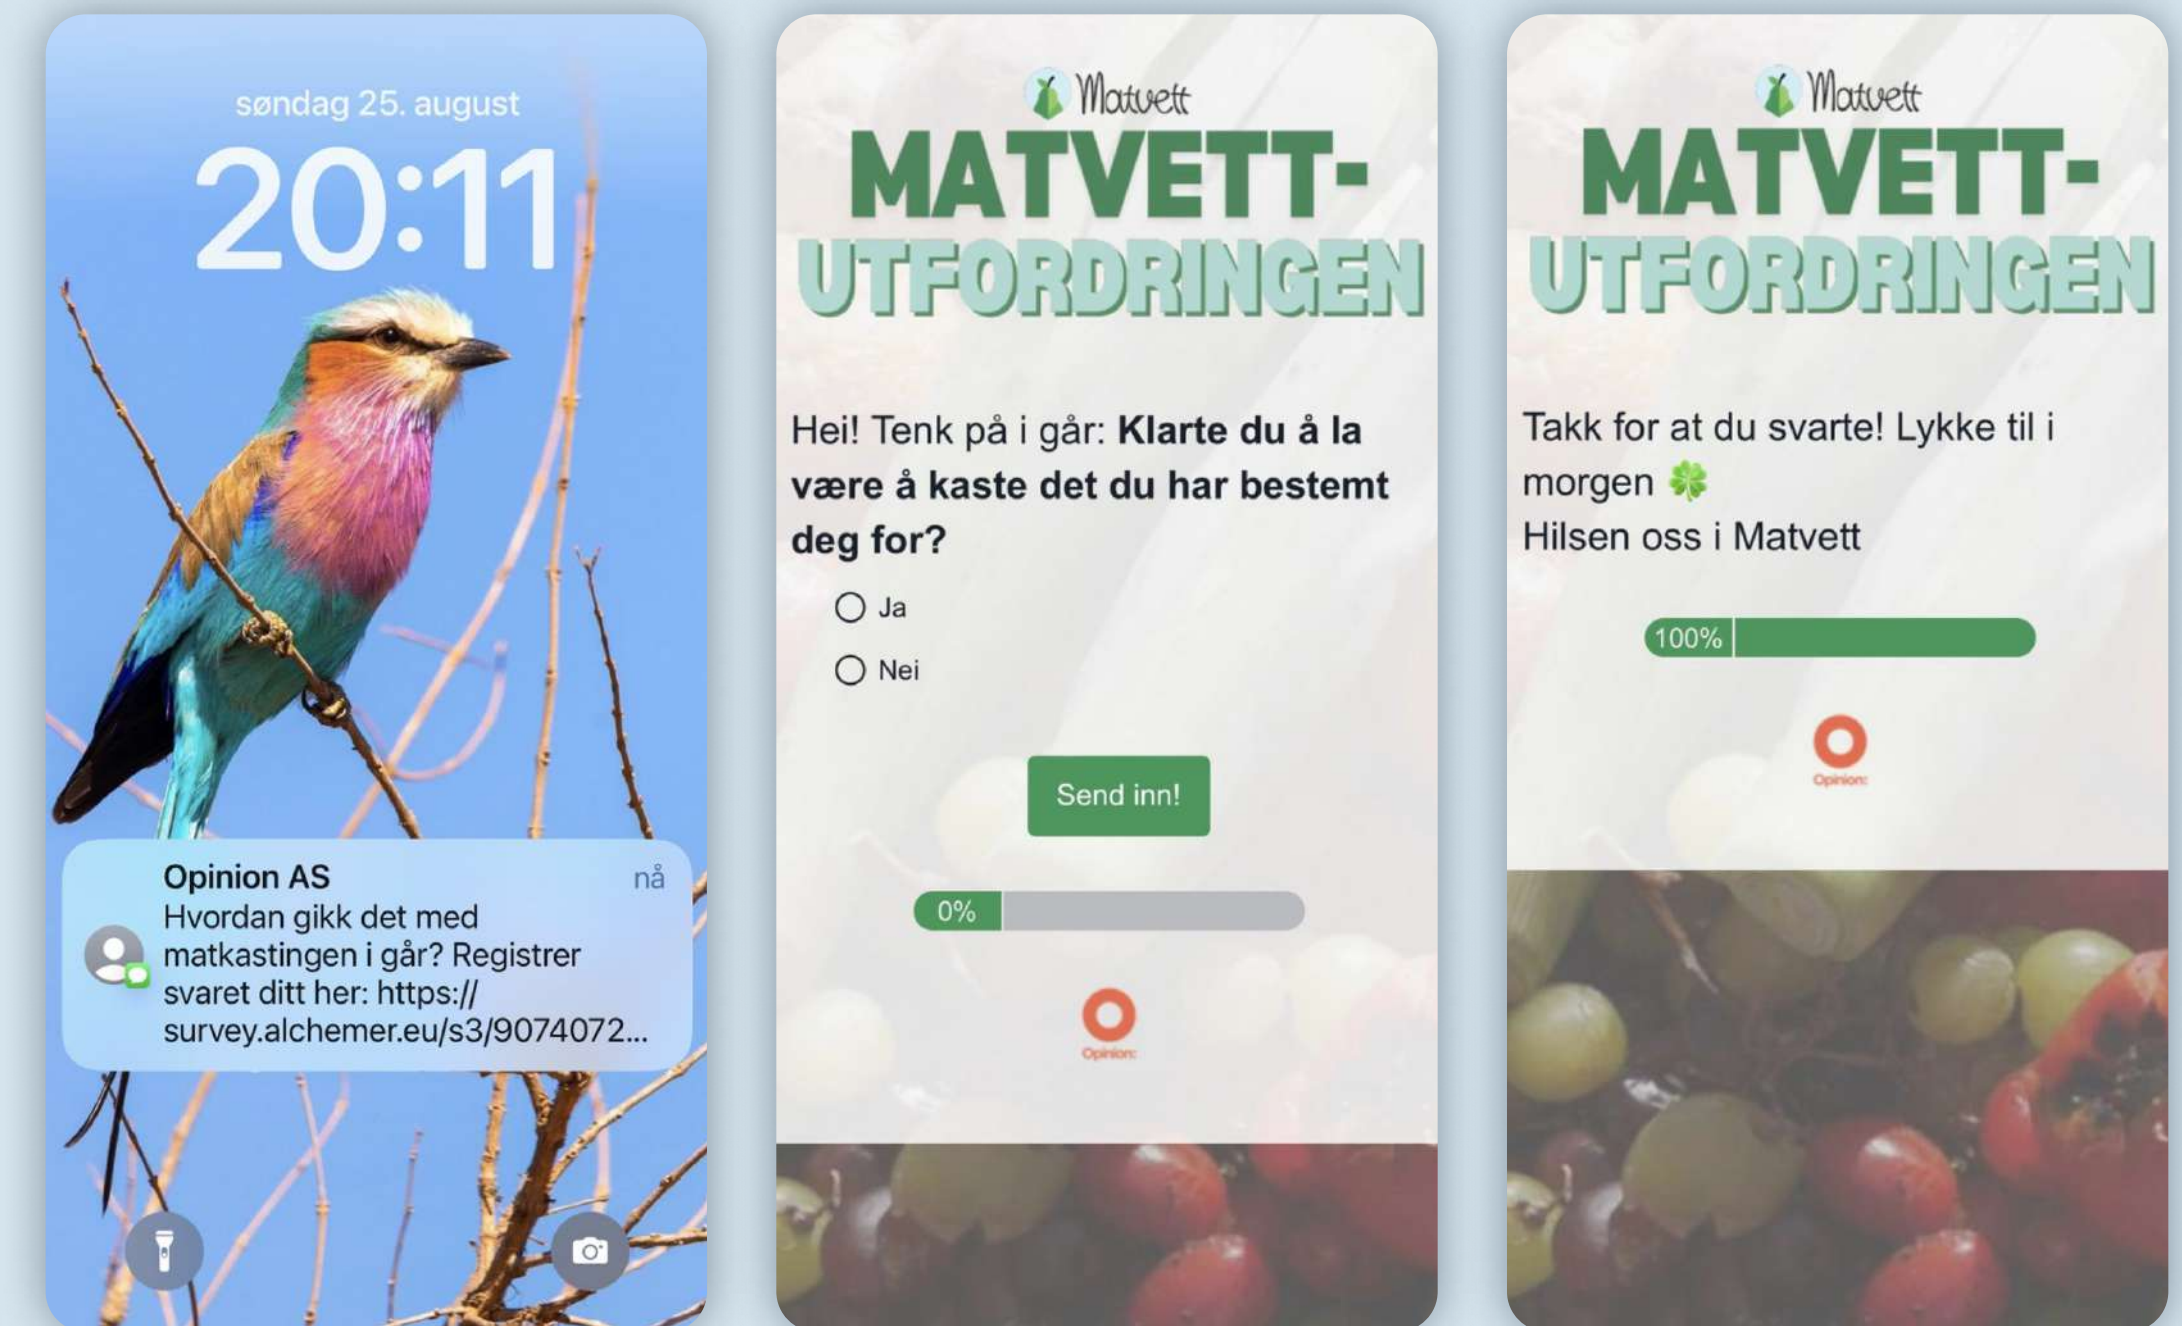 søndag 25. august
20:11
Opinion AS
nå
Hvordan gikk det med
matkastingen i går? Registrer
svaret ditt her: https://
survey.alchemer.eu/s3/9074072...
Matvett
MATVETT-
UTFORDRINGEN
Hei! Tenk på i går: Klarte du å la
være å kaste det du har bestemt
deg for?
Ja
Nei
Send inn!
0%
Opinion:
Matvett
MATVETT-
UTFORDRINGEN
Takk for at du svarte! Lykke til i
morgen 🍀
Hilsen oss i Matvett
100%
Opinion: